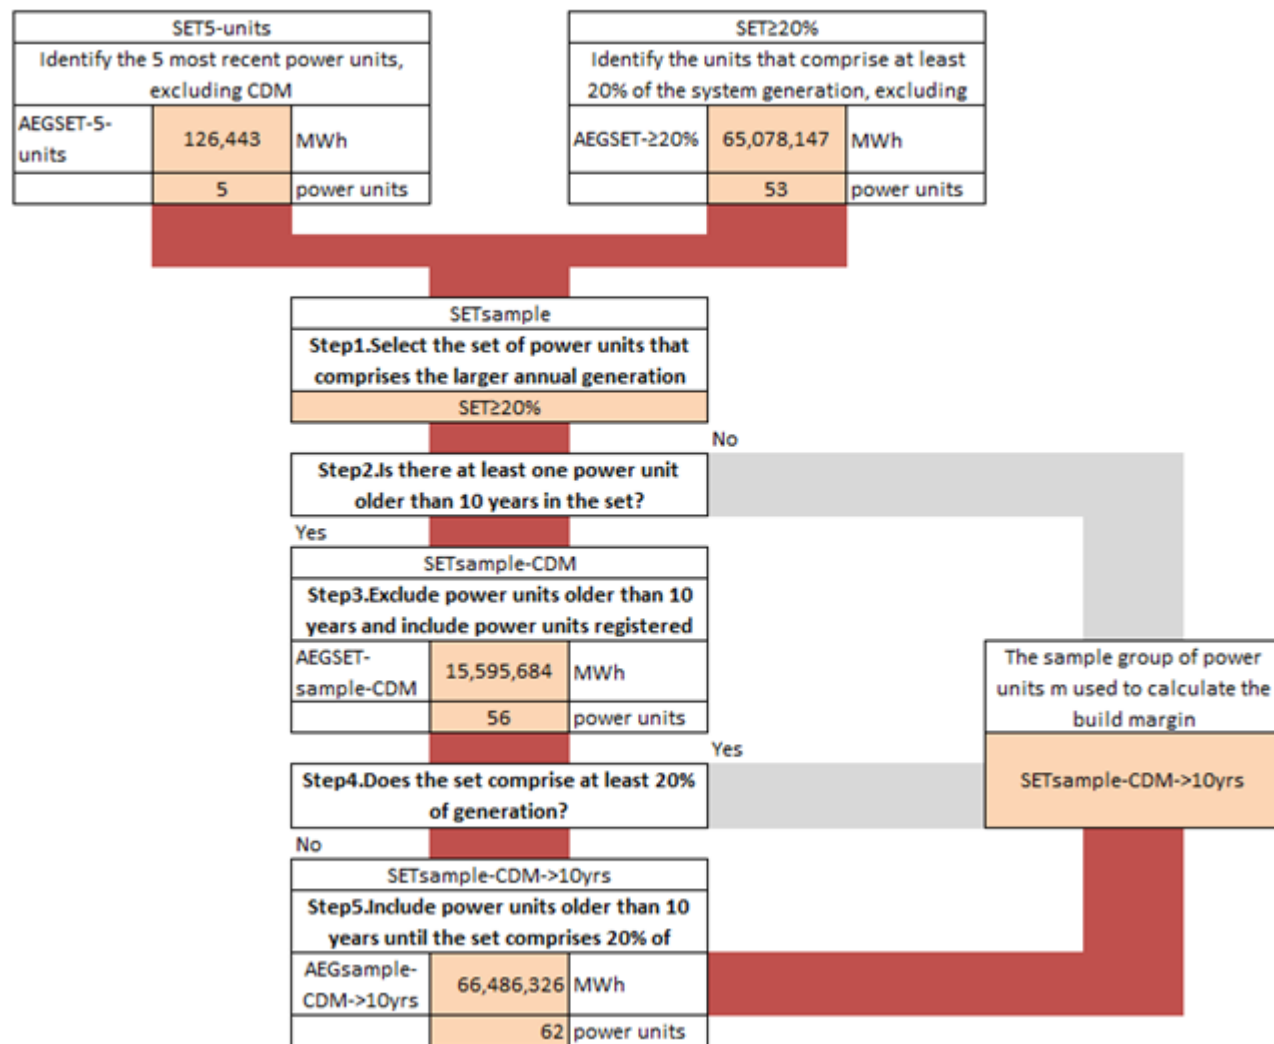 SET5-units
Identify the 5 most recent power units,
excluding CDM
AEGSET-5-
units
126,443
MWh
5
power units
SET≥20%
Identify the units that comprise at least
20% of the system generation, excluding
AEGSET-≥20%
65,078,147
MWh
53
power units
SETsample
Step1.Select the set of power units that
comprises the larger annual generation
SET≥20%
No
Step2.Is there at least one power unit
older than 10 years in the set?
Yes
SETsample-CDM
Step3.Exclude power units older than 10
years and include power units registered
AEGSET-
sample-CDM
15,595,684
MWh
56
power units
The sample group of power
units m used to calculate the
build margin
SETsample-CDM->10yrs
Yes
Step4.Does the set comprise at least 20%
of generation?
No
SETsample-CDM->10yrs
Step5.Include power units older than 10
years until the set comprises 20% of
AEGsample-
CDM->10yrs
66,486,326
MWh
62
power units